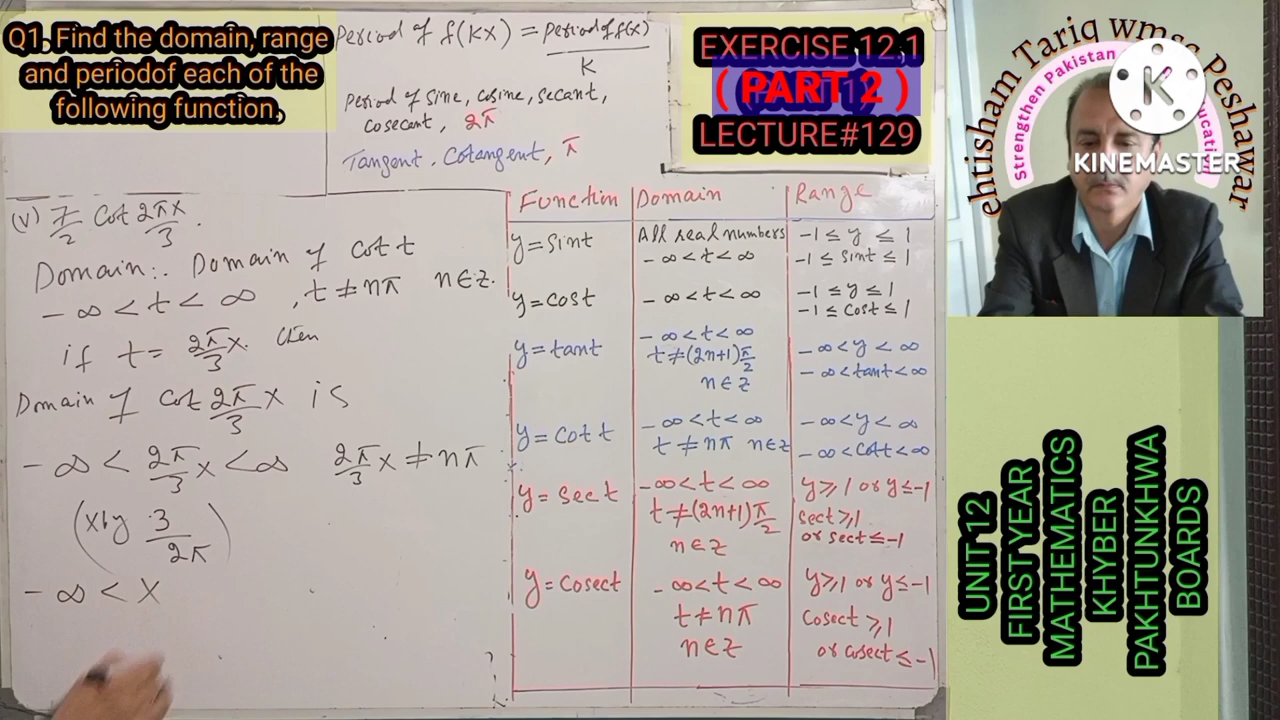 Q1. Find the domain, range
and periodof each of the
following function.
Period of f(Kx) = Period of f(x)
K
Period of Sine, Cosine, Secant,
cosecant, 2π
Tangent, Cotangent, π
EXERCISE 12.1
( PART 2 )
LECTURE#129
ehtisham Tariq wmsc Peshawar
Strengthen Pakistan
ucation
K
KINEMASTER
(V) 7/2 Cot 2πx/3.
Domain:. Domain of Cot t
-∞ < t < ∞ , t ≠ nπ n ∈ z.
if t = 2π/3 x. then
Domain of Cot 2π/3 x is
-∞ < 2π/3 x < ∞ 2π/3 x ≠ nπ
(xby 3/2π)
-∞ < x
Function Domain Range
y = Sint All real numbers -1 ≤ y ≤ 1
-∞ < t < ∞ -1 ≤ Sint ≤ 1
y = cost -∞ < t < ∞ -1 ≤ y ≤ 1
-1 ≤ Cost ≤ 1
y = tant -∞ < t < ∞ -∞ < y < ∞
t ≠ (2n+1)π/2 -∞ < tant < ∞
n ∈ z
y = Cot t -∞ < t < ∞ -∞ < y < ∞
t ≠ nπ n ∈ z -∞ < Cott < ∞
y = Sect -∞ < t < ∞ y ≥ 1 or y ≤ -1
t ≠ (2n+1)π/2 Sect ≥ 1
n ∈ z or sect ≤ -1
y = Cosect -∞ < t < ∞ y ≥ 1 or y ≤ -1
t ≠ nπ Cosect ≥ 1
n ∈ z or cosect ≤ -1
UNIT 12
FIRST YEAR
MATHEMATICS
KHYBER
PAKHTUNKHWA
BOARDS